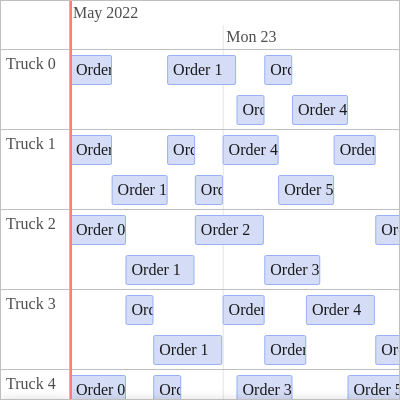 May 2022
Mon 23
Truck 0
Order
Order 1
Orc
Orc
Order 4
Truck 1
Order
Orc
Order 4
Order
Order 1
Orc
Order 5
Truck 2
Order 0
Order 2
Or
Order 1
Order 3
Truck 3
Orc
Order
Order 4
Order 1
Order
Or
Truck 4
Order 0
Orc
Order 3
Order 5